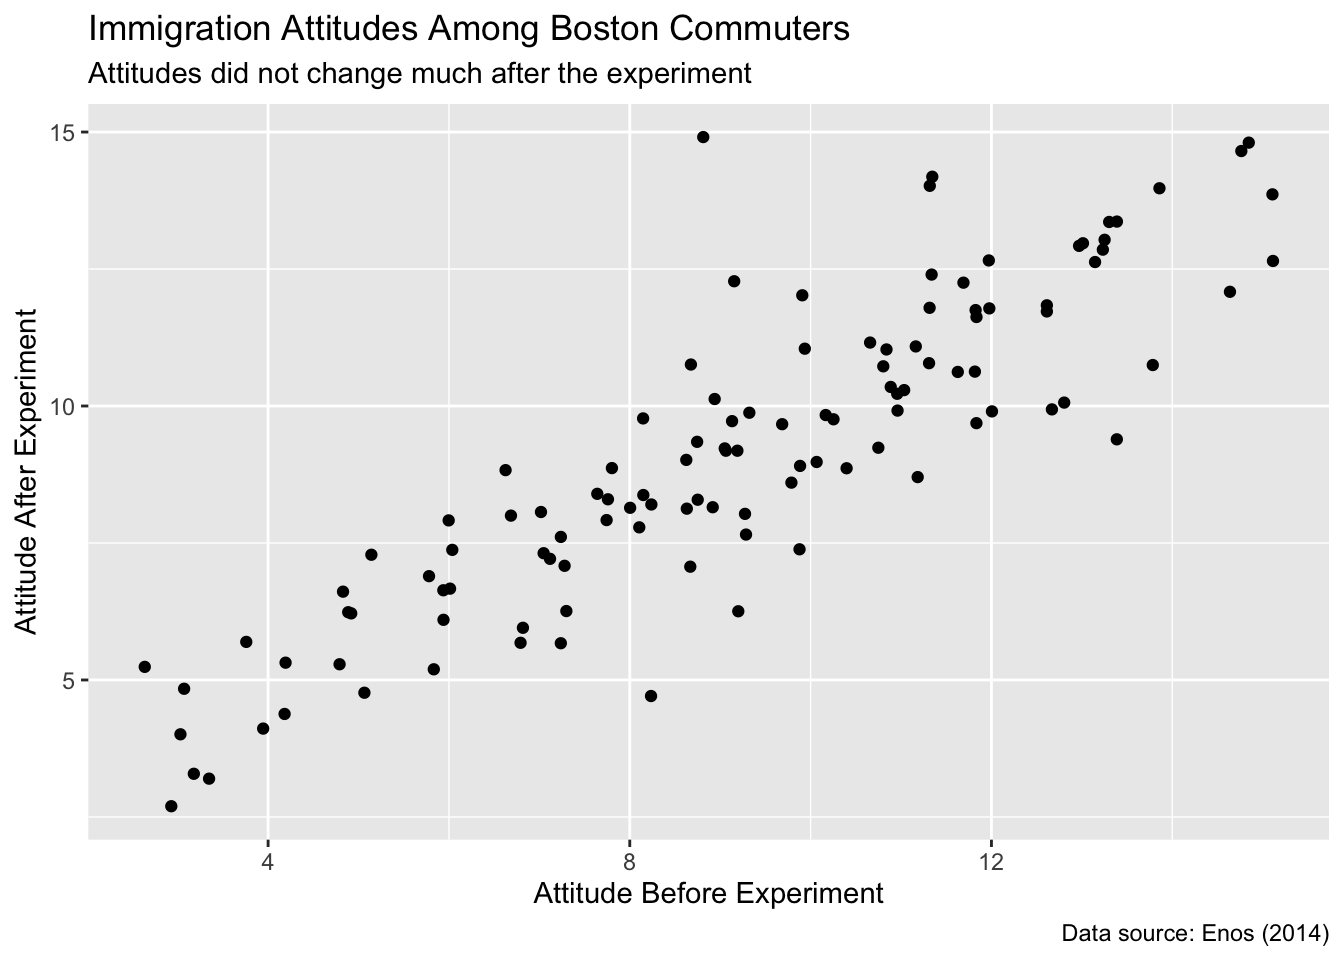 Immigration Attitudes Among Boston Commuters
Attitudes did not change much after the experiment
15
10
5
Attitude After Experiment
4 8 12
Attitude Before Experiment
Data source: Enos (2014)